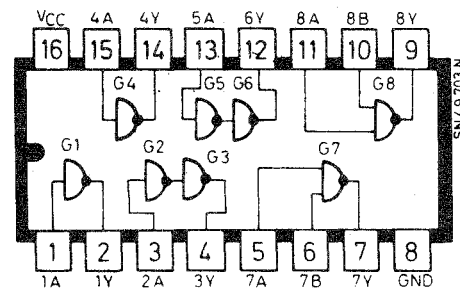 VCC 4A 4Y 5A 6Y 8A 8B 8Y
16 15 14 13 12 11 10 9
G4 G5 G6 G8
G1 G2 G3 G7
1 2 3 4 5 6 7 8
1A 1Y 2A 3Y 7A 7B 7Y GND